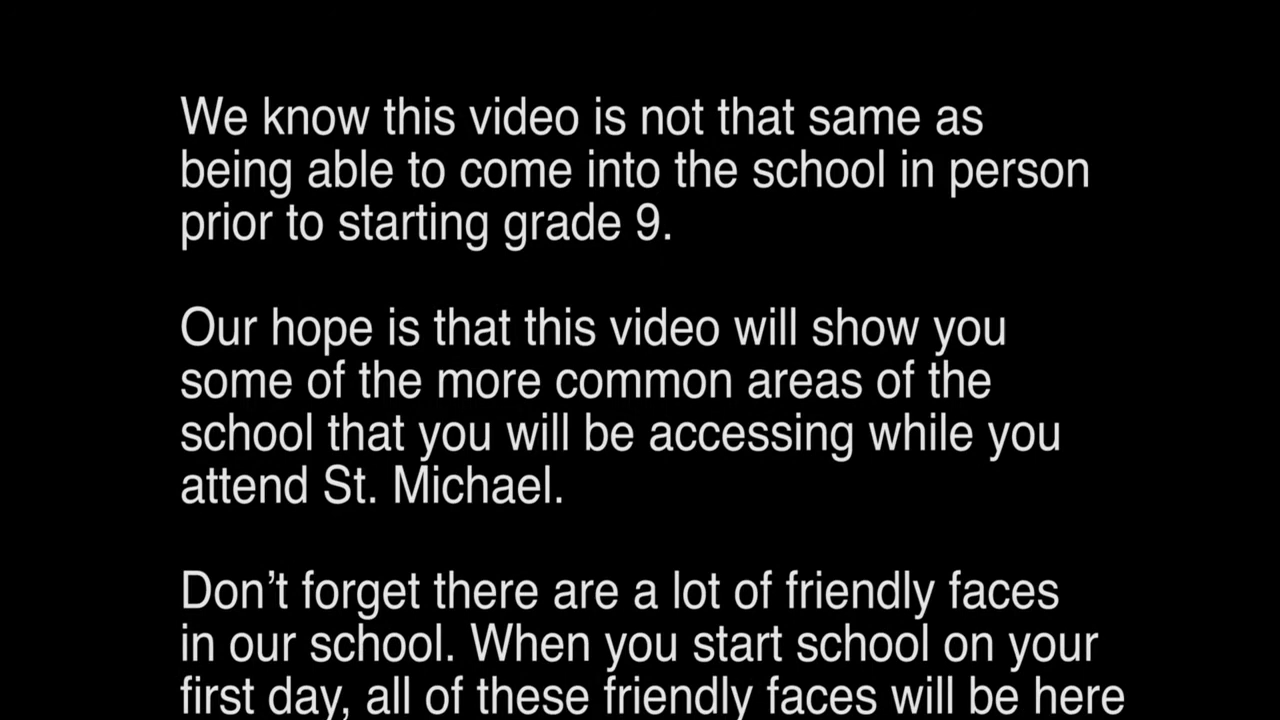 We know this video is not that same as
being able to come into the school in person
prior to starting grade 9.
Our hope is that this video will show you
some of the more common areas of the
school that you will be accessing while you
attend St. Michael.
Don’t forget there are a lot of friendly faces
in our school. When you start school on your
first day, all of these friendly faces will be here